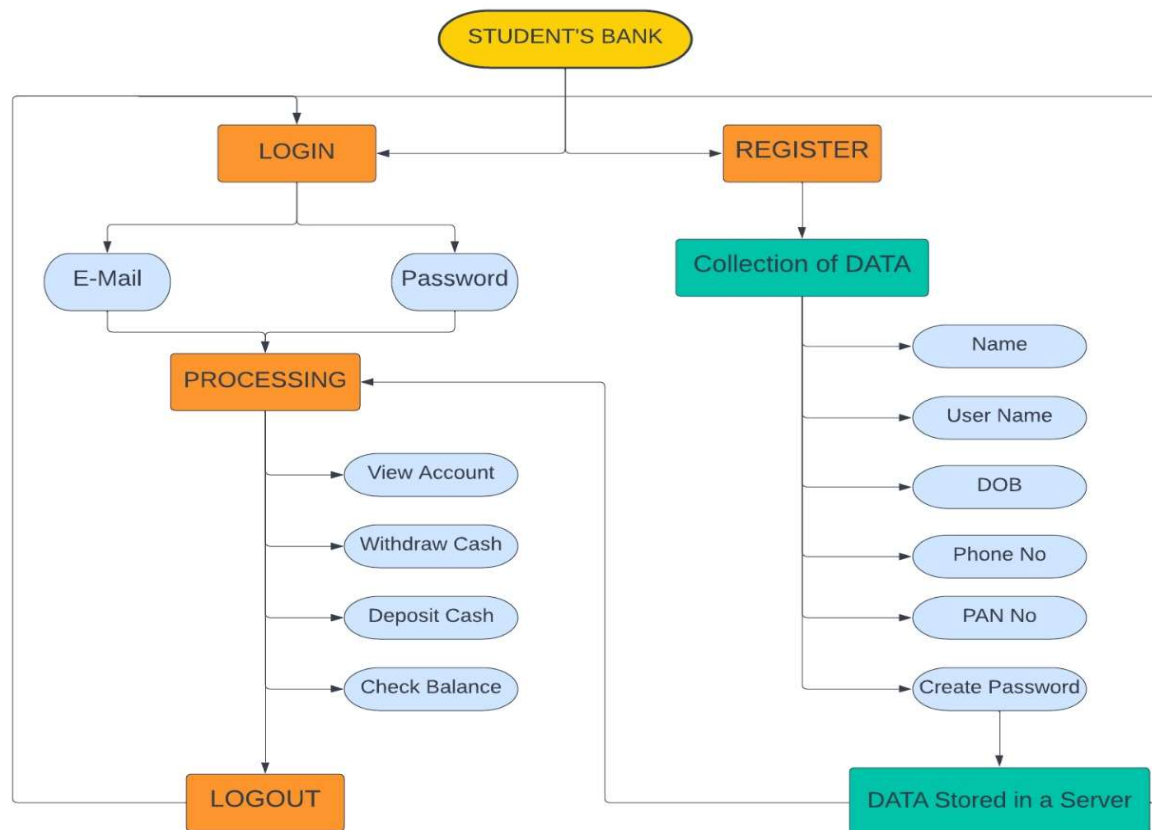 STUDENT'S BANK
LOGIN
REGISTER
E-Mail
Password
Collection of DATA
Name
PROCESSING
User Name
View Account
DOB
Withdraw Cash
Phone No
Deposit Cash
PAN No
Check Balance
Create Password
LOGOUT
DATA Stored in a Server